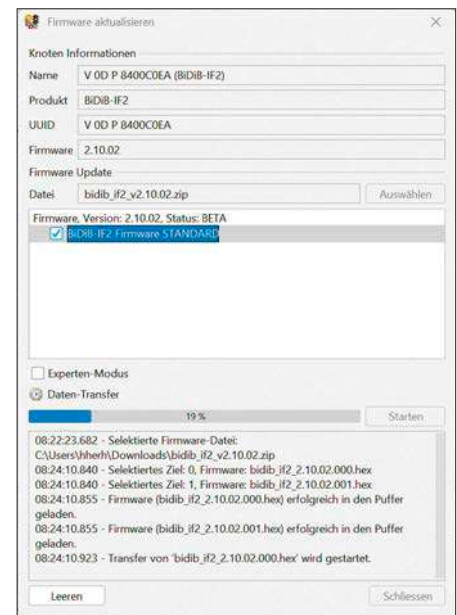 Firmware aktualisieren
Knoten Informationen
Name V 0D P 8400C0EA (BiDiB-IF2)
Produkt BiDiB-IF2
UUID V 0D P 8400C0EA
Firmware 2.10.02
Firmware Update
Datei bidib_if2_v2.10.02.zip Auswählen
Firmware, Version: 2.10.02, Status: BETA
BiDiB-IF2 Firmware STANDARD
Experten-Modus
Daten-Transfer
19 % Starten
08:22:23.682 - Selektierte Firmware-Datei:
C:\Users\hherh\Downloads\bidib_if2_v2.10.02.zip
08:24:10.840 - Selektiertes Ziel: 0, Firmware: bidib_if2_2.10.02.000.hex
08:24:10.840 - Selektiertes Ziel: 1, Firmware: bidib_if2_2.10.02.001.hex
08:24:10.855 - Firmware (bidib_if2_2.10.02.000.hex) erfolgreich in den Puffer
geladen.
08:24:10.855 - Firmware (bidib_if2_2.10.02.001.hex) erfolgreich in den Puffer
geladen.
08:24:10.923 - Transfer von 'bidib_if2_2.10.02.000.hex' wird gestartet.
Leeren Schliessen